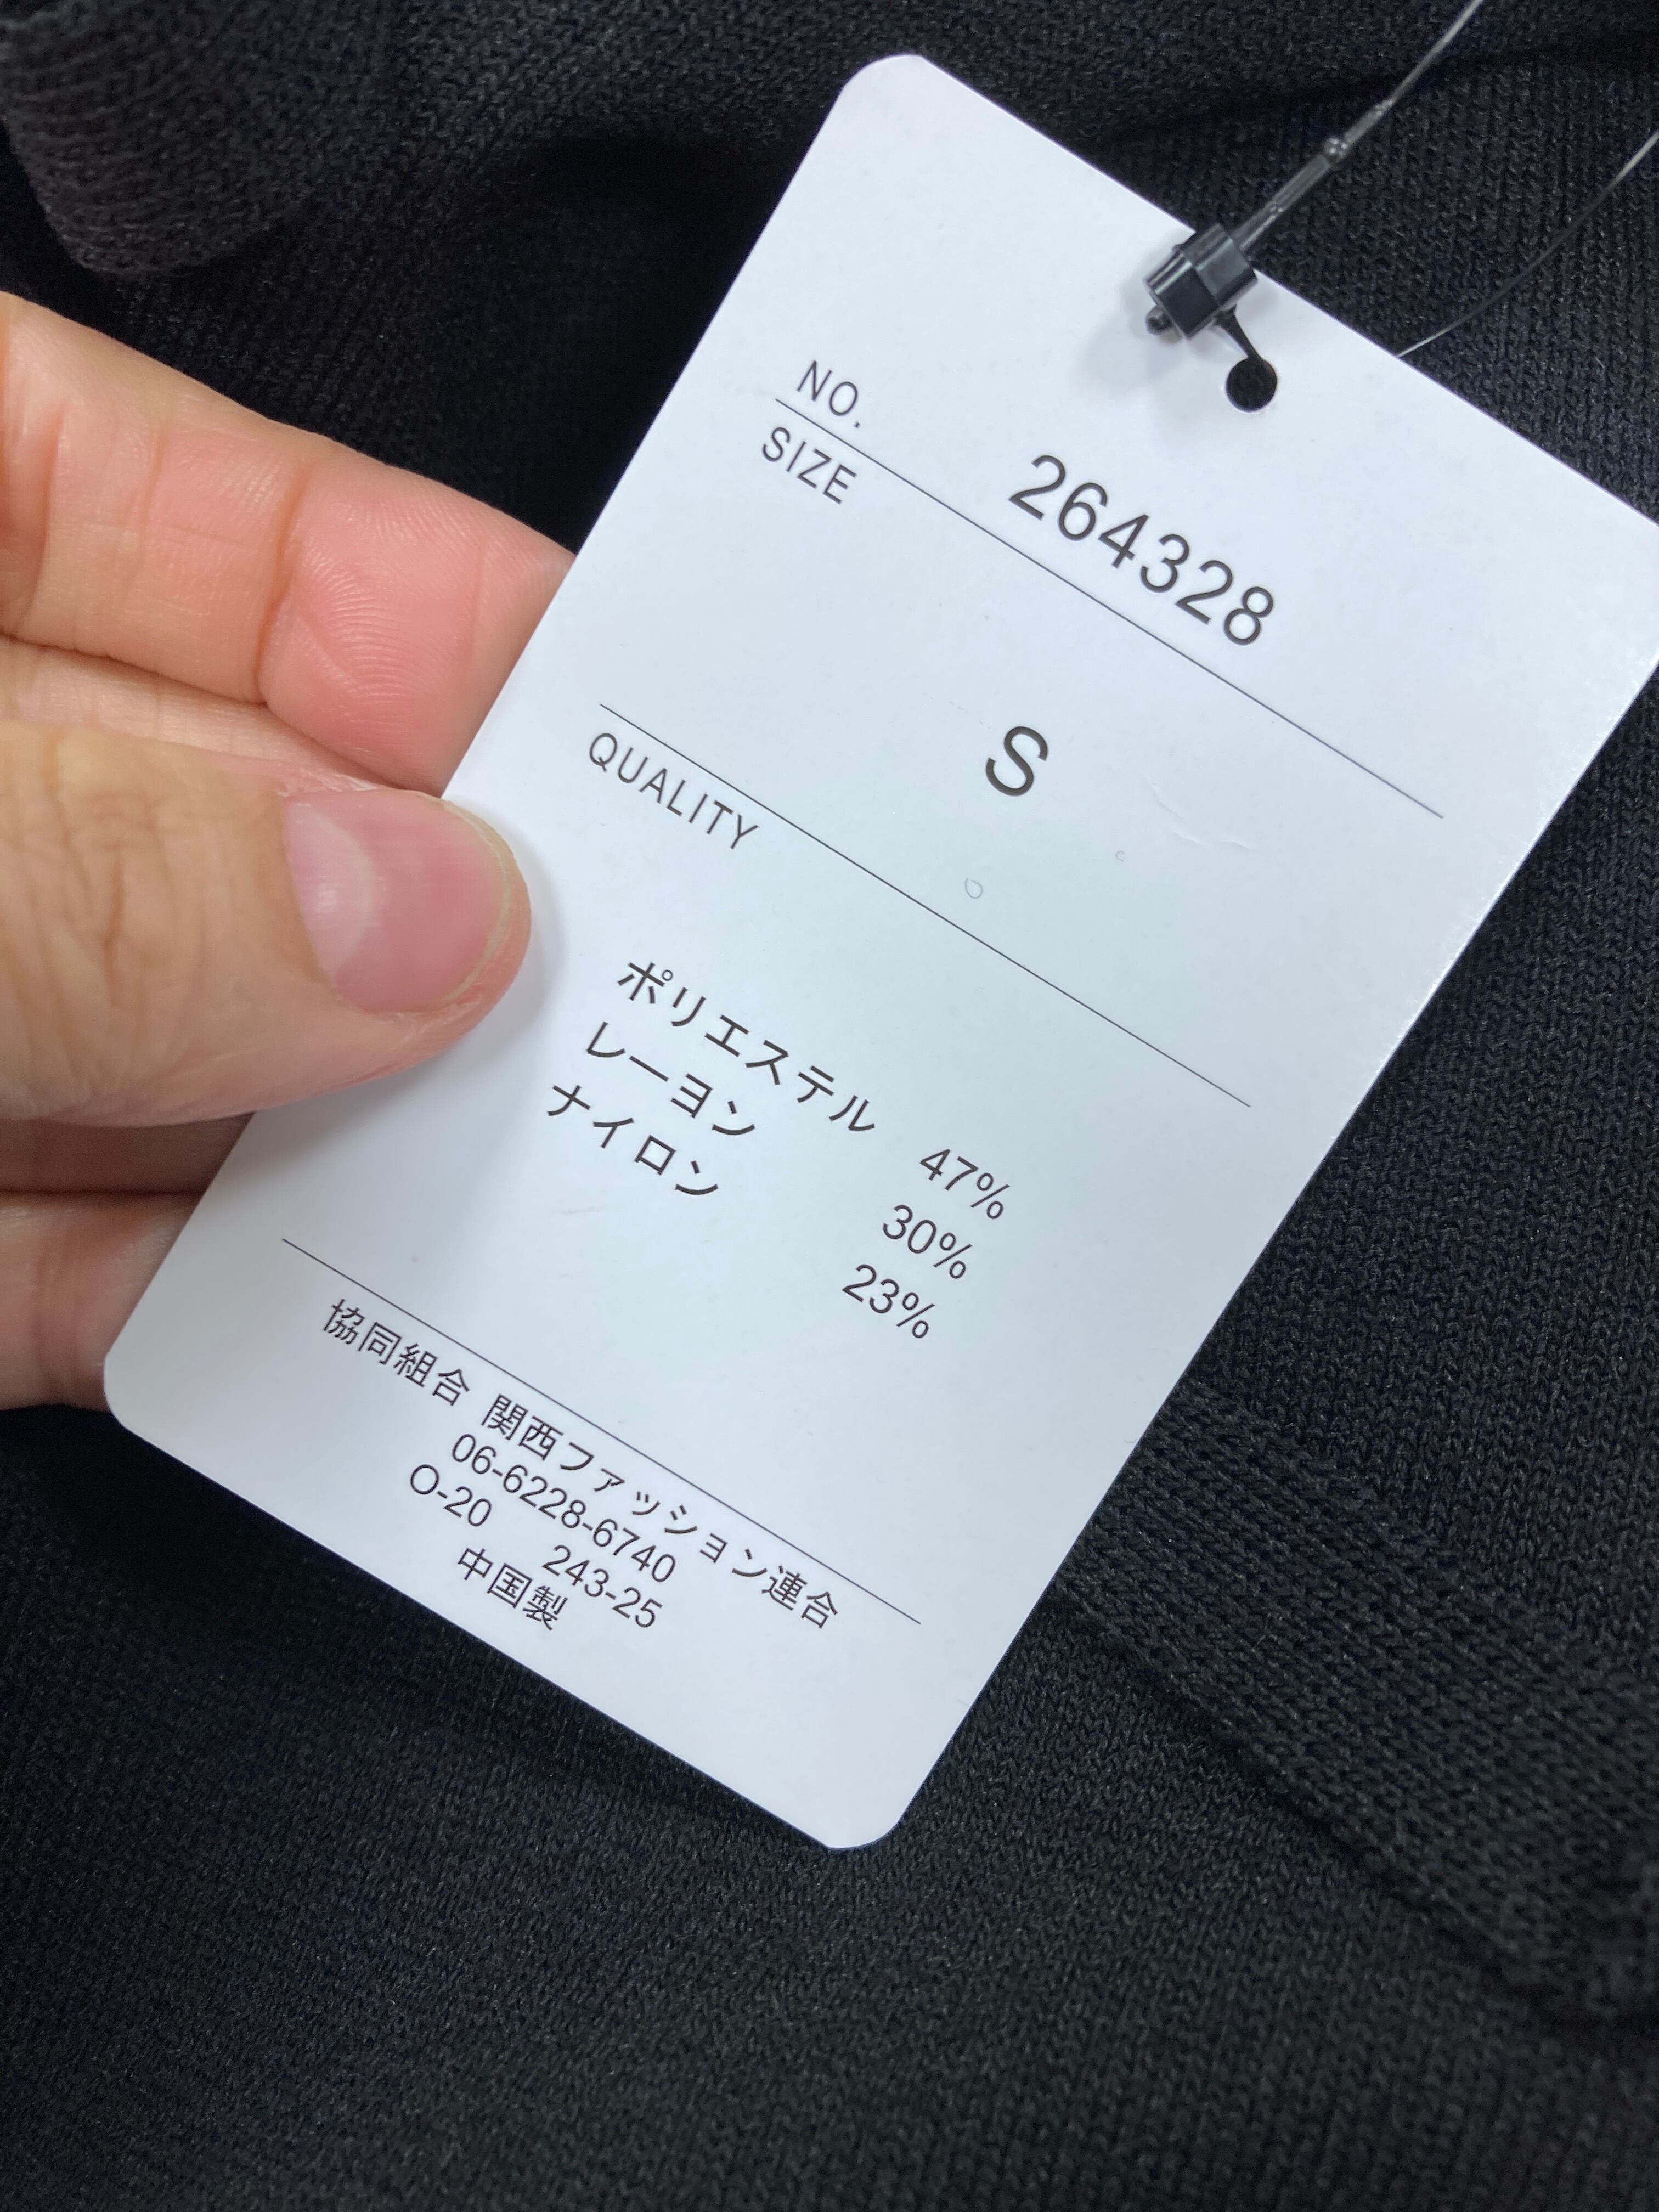 NO.
264328
SIZE
S
QUALITY
ポリエステル 47%
レーヨン 30%
ナイロン 23%
協同組合 関西ファッション連合
06-6228-6740
O-20 243-25
中国製